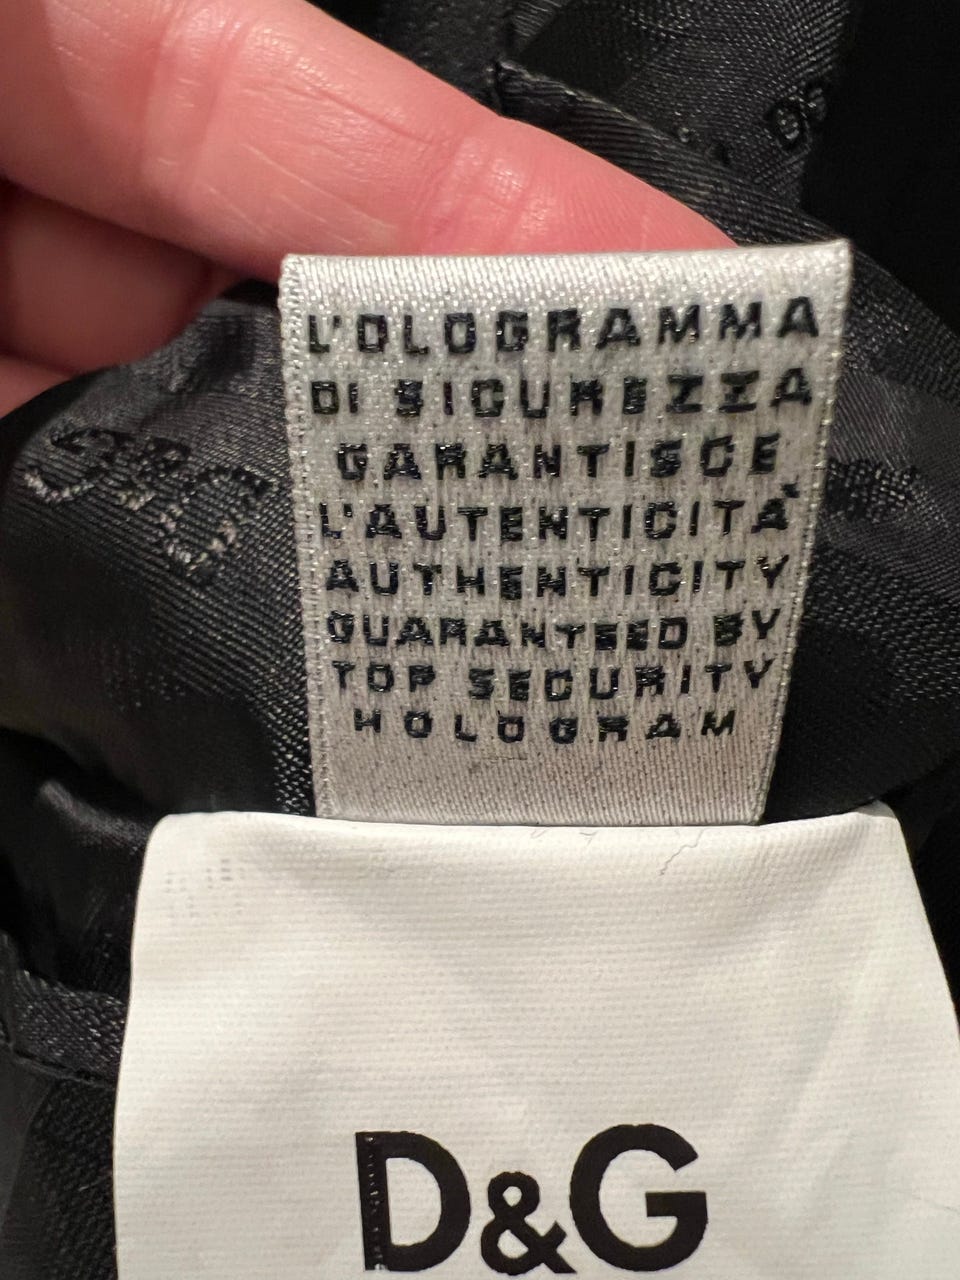 L'OLOGRAMMA
DI SICUREZZA
GARANTISCE
L'AUTENTICITÀ
AUTHENTICITY
GUARANTEED BY
TOP SECURITY
HOLOGRAM
D&G